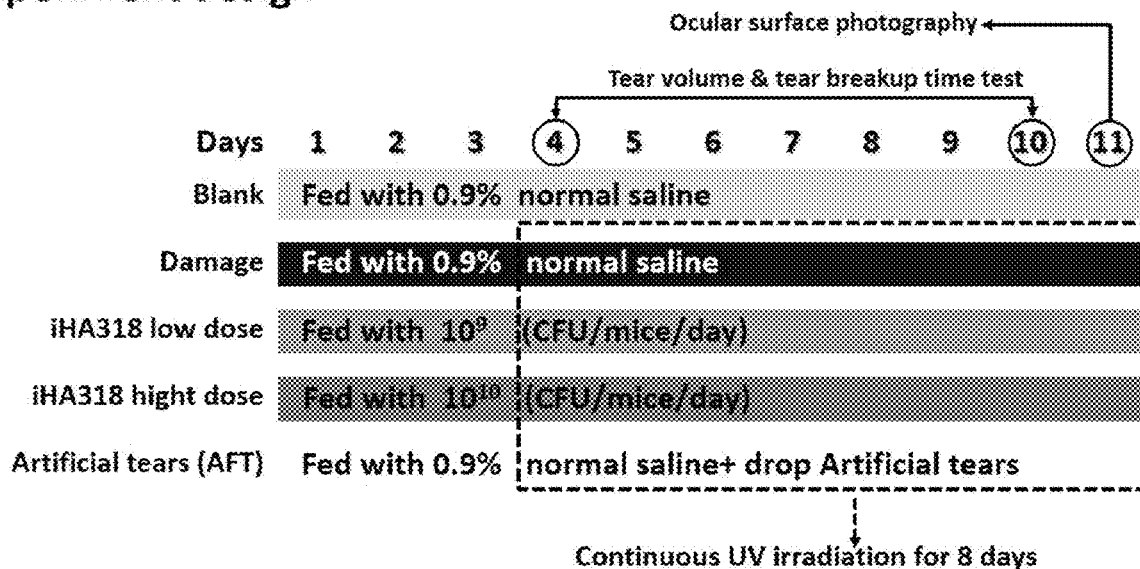 Ocular surface photography
Tear volume & tear breakup time test
Days 1 2 3 4 5 6 7 8 9 10 11
Blank Fed with 0.9% normal saline
Damage Fed with 0.9% normal saline
iHA318 low dose Fed with 10⁹ (CFU/mice/day)
iHA318 hight dose Fed with 10¹⁰ (CFU/mice/day)
Artificial tears (AFT) Fed with 0.9% normal saline+ drop Artificial tears
Continuous UV irradiation for 8 days